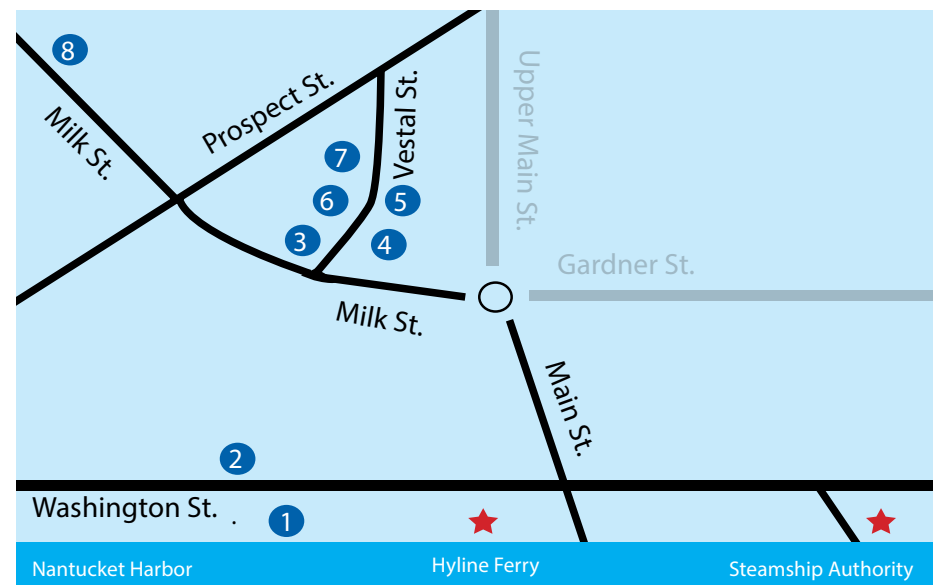 8
Milk St.
Prospect St.
Vestal St.
Upper Main St.
7
6
5
3
4
Gardner St.
Milk St.
Main St.
2
Washington St. .
1
Nantucket Harbor
Hyline Ferry
Steamship Authority